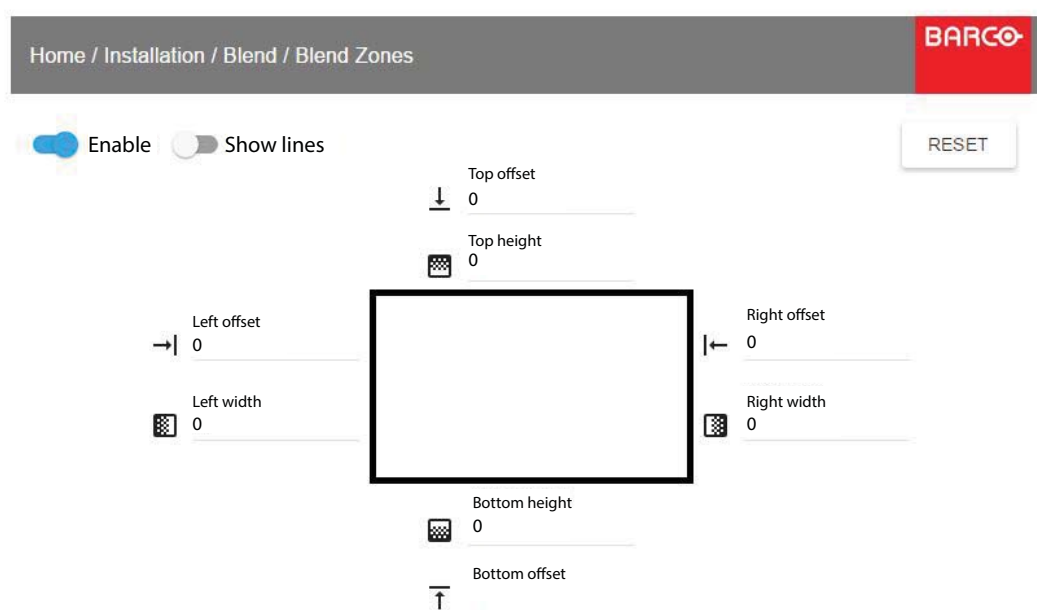 Home / Installation / Blend / Blend Zones
BARCO
Enable
Show lines
RESET
Top offset
0
Top height
0
Left offset
0
Right offset
0
Left width
0
Right width
0
Bottom height
0
Bottom offset